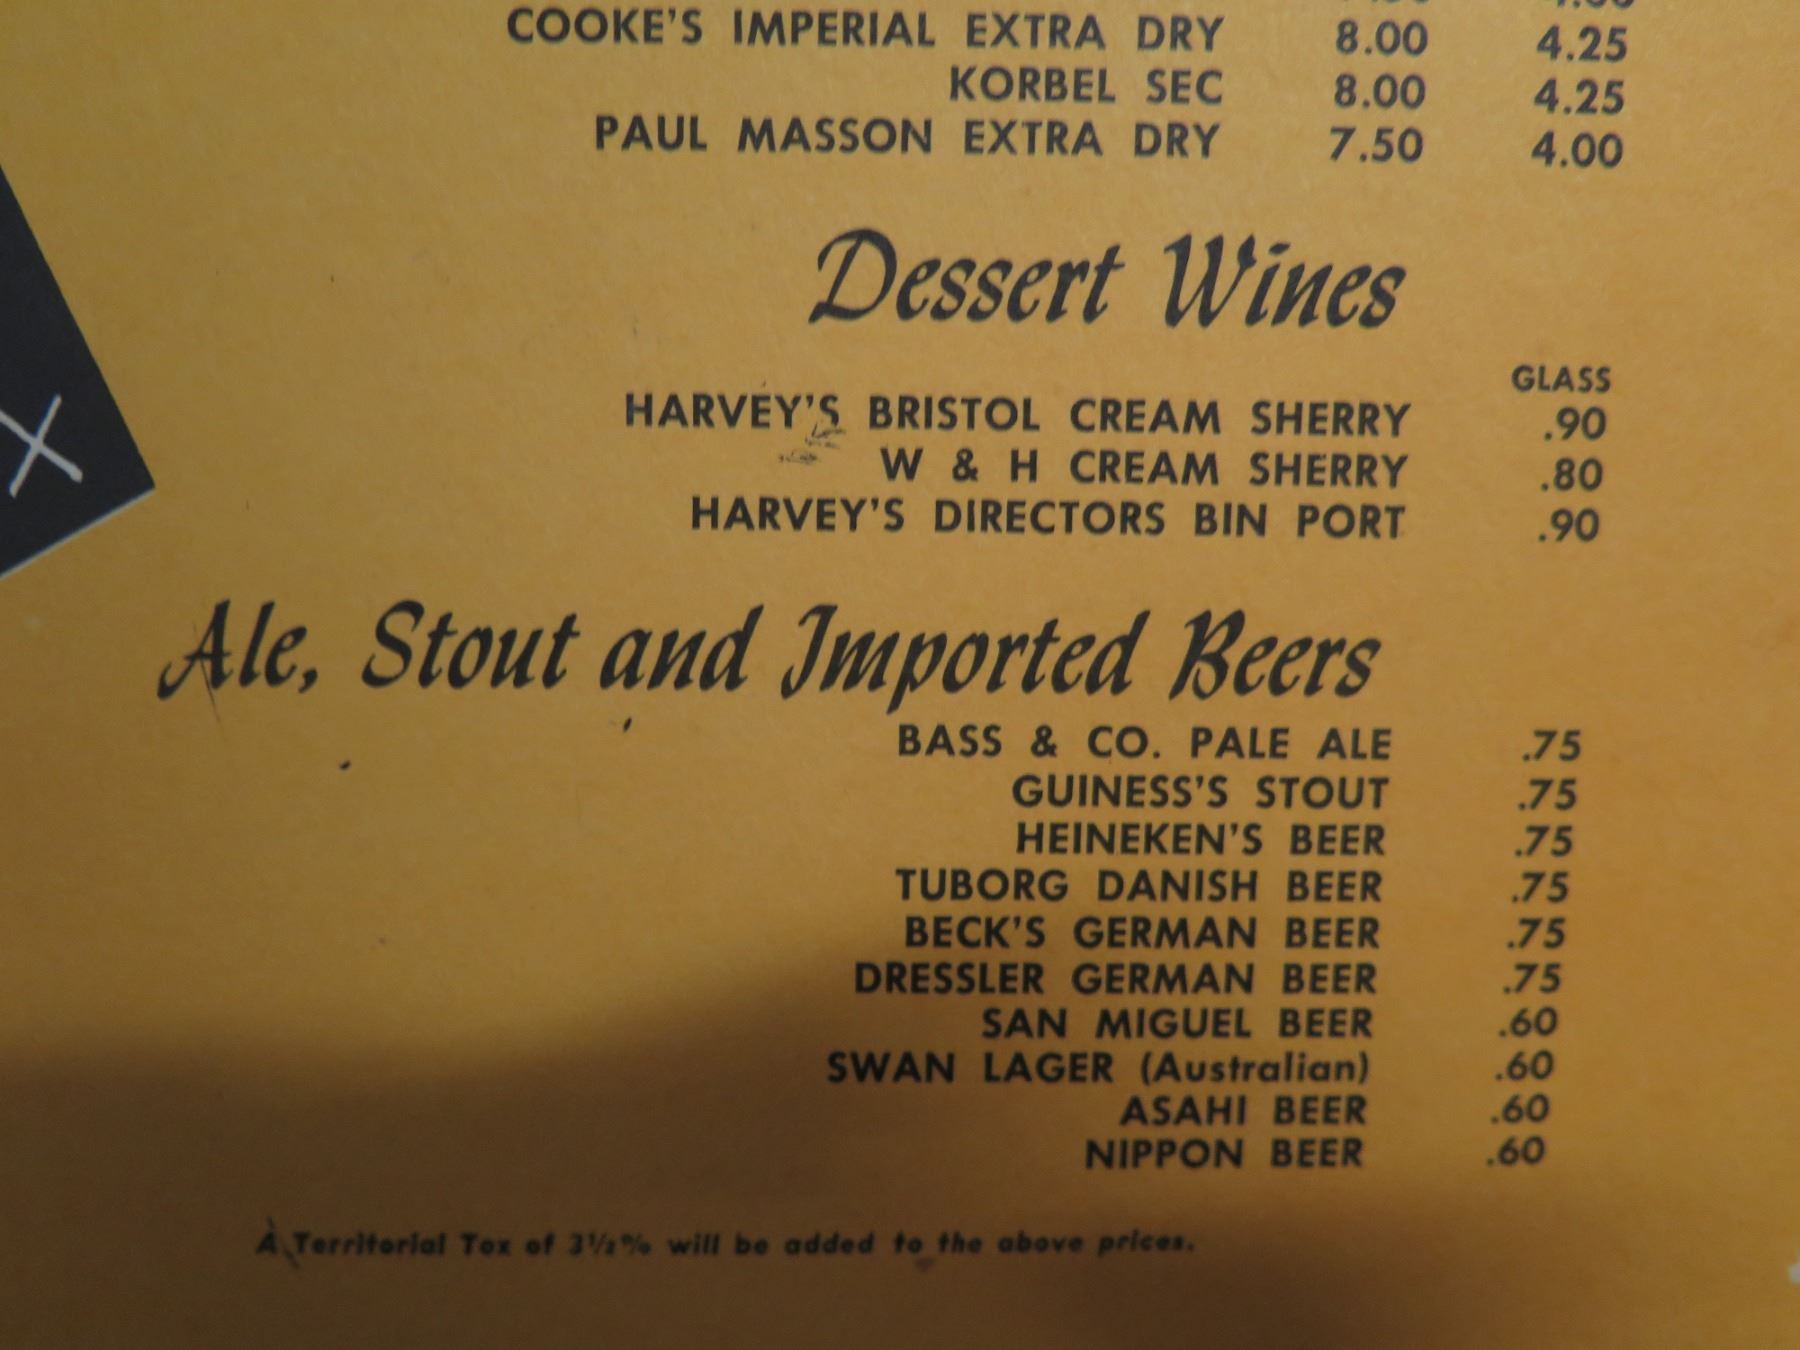 COOKE'S IMPERIAL EXTRA DRY 8.00 4.25
KORBEL SEC 8.00 4.25
PAUL MASSON EXTRA DRY 7.50 4.00
Dessert Wines
GLASS
HARVEY'S BRISTOL CREAM SHERRY .90
W & H CREAM SHERRY .80
HARVEY'S DIRECTORS BIN PORT .90
X
Ale, Stout and Imported Beers
BASS & CO. PALE ALE .75
GUINESS'S STOUT .75
HEINEKEN'S BEER .75
TUBORG DANISH BEER .75
BECK'S GERMAN BEER .75
DRESSLER GERMAN BEER .75
SAN MIGUEL BEER .60
SWAN LAGER (Australian) .60
ASAHI BEER .60
NIPPON BEER .60
A Territorial Tax of 3½% will be added to the above prices.